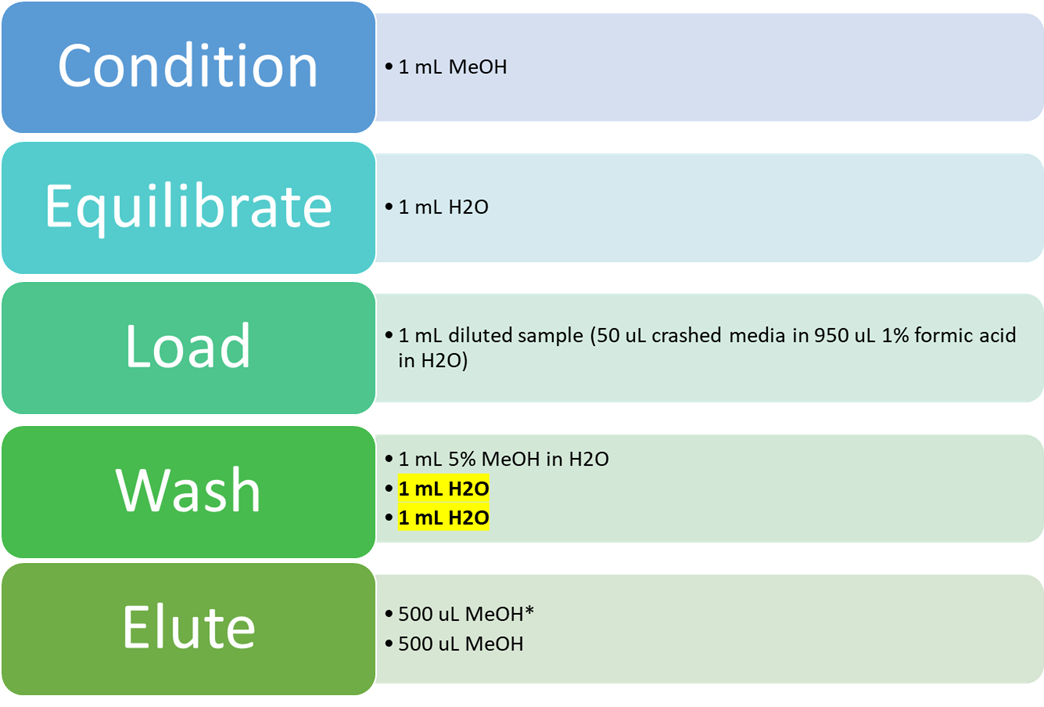 Condition
• 1 mL MeOH
Equilibrate
• 1 mL H2O
Load
• 1 mL diluted sample (50 uL crashed media in 950 uL 1% formic acid
in H2O)
Wash
• 1 mL 5% MeOH in H2O
• 1 mL H2O
• 1 mL H2O
Elute
• 500 uL MeOH*
• 500 uL MeOH